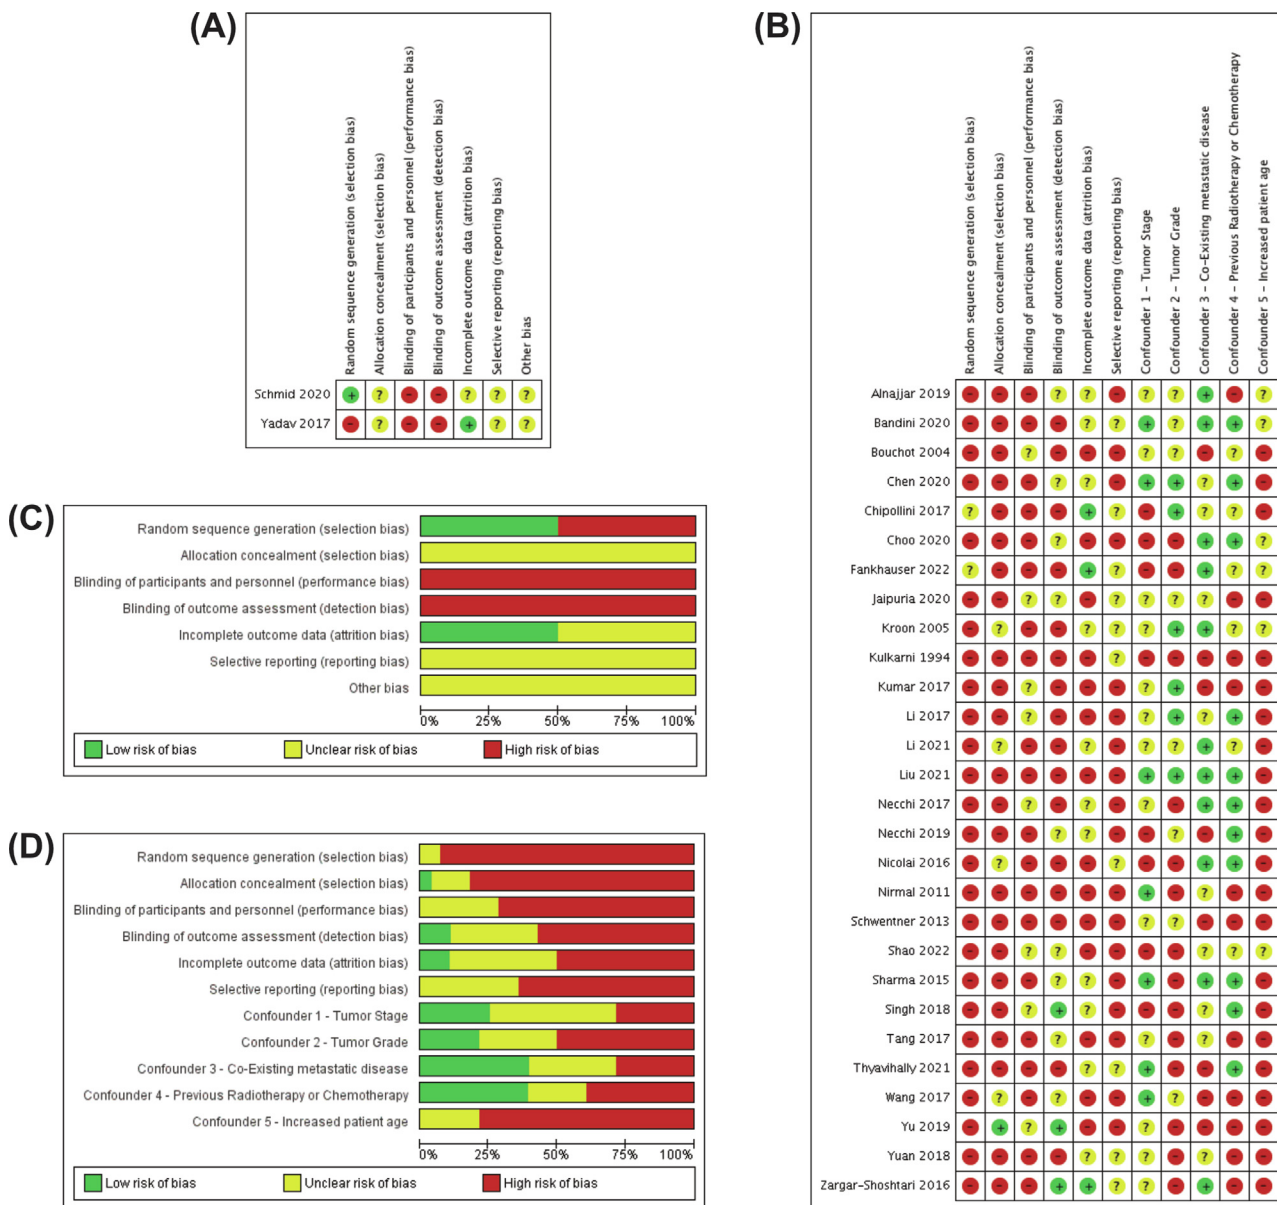 (A)
Random sequence generation (selection bias)
Allocation concealment (selection bias)
Blinding of participants and personnel (performance bias)
Blinding of outcome assessment (detection bias)
Incomplete outcome data (attrition bias)
Selective reporting (reporting bias)
Other bias
Schmid 2020 + ? - - ? ? ?
Yadav 2017 - ? - - + ? ?
(C)
Random sequence generation (selection bias)
Allocation concealment (selection bias)
Blinding of participants and personnel (performance bias)
Blinding of outcome assessment (detection bias)
Incomplete outcome data (attrition bias)
Selective reporting (reporting bias)
Other bias
0% 25% 50% 75% 100%
Low risk of bias Unclear risk of bias High risk of bias
(D)
Random sequence generation (selection bias)
Allocation concealment (selection bias)
Blinding of participants and personnel (performance bias)
Blinding of outcome assessment (detection bias)
Incomplete outcome data (attrition bias)
Selective reporting (reporting bias)
Confounder 1 - Tumor Stage
Confounder 2 - Tumor Grade
Confounder 3 - Co-Existing metastatic disease
Confounder 4 - Previous Radiotherapy or Chemotherapy
Confounder 5 - Increased patient age
0% 25% 50% 75% 100%
Low risk of bias Unclear risk of bias High risk of bias
(B)
Random sequence generation (selection bias)
Allocation concealment (selection bias)
Blinding of participants and personnel (performance bias)
Blinding of outcome assessment (detection bias)
Incomplete outcome data (attrition bias)
Selective reporting (reporting bias)
Confounder 1 - Tumor Stage
Confounder 2 - Tumor Grade
Confounder 3 - Co-Existing metastatic disease
Confounder 4 - Previous Radiotherapy or Chemotherapy
Confounder 5 - Increased patient age
Alnajjar 2019 - - - ? ? - ? ? + - ?
Bandini 2020 - - - - ? ? + ? + + ?
Bouchot 2004 - - ? - - - ? ? - ? -
Chen 2020 - - - ? ? - + + ? + -
Chipollini 2017 ? - - - + ? - + ? ? -
Choo 2020 - - - ? - - - - + + ?
Fankhauser 2022 ? - - - + ? - - + ? ?
Jaipuria 2020 - - ? ? - ? ? ? ? - -
Kroon 2005 - ? - - ? ? ? + + ? ?
Kulkarni 1994 - - - - - ? - - - - -
Kumar 2017 - - ? - - - ? + - - -
Li 2017 - - ? - - - ? + ? + -
Li 2021 - ? - - ? - ? ? + ? -
Liu 2021 - - - - - - + + + + -
Necchi 2017 - - ? - ? - ? - + + -
Necchi 2019 - - - ? ? - - ? - + -
Nicolai 2016 - ? - - - ? - - + + -
Nirmal 2011 - - - - - - + - ? - -
Schwentner 2013 - - - - - - ? ? - - -
Shao 2022 - - ? ? - - - - ? ? ?
Sharma 2015 - - - ? ? - + - + + -
Singh 2018 - - ? + ? - - - ? + -
Tang 2017 - - - ? - - ? - ? - -
Thyavihally 2021 - - - - ? ? + - - + -
Wang 2017 - ? - ? - - + ? - - -
Yu 2019 - + ? + - - ? - - - -
Yuan 2018 - - - - ? ? ? - ? - -
Zargar-Shoshtari 2016 - - - + + ? ? - + - -